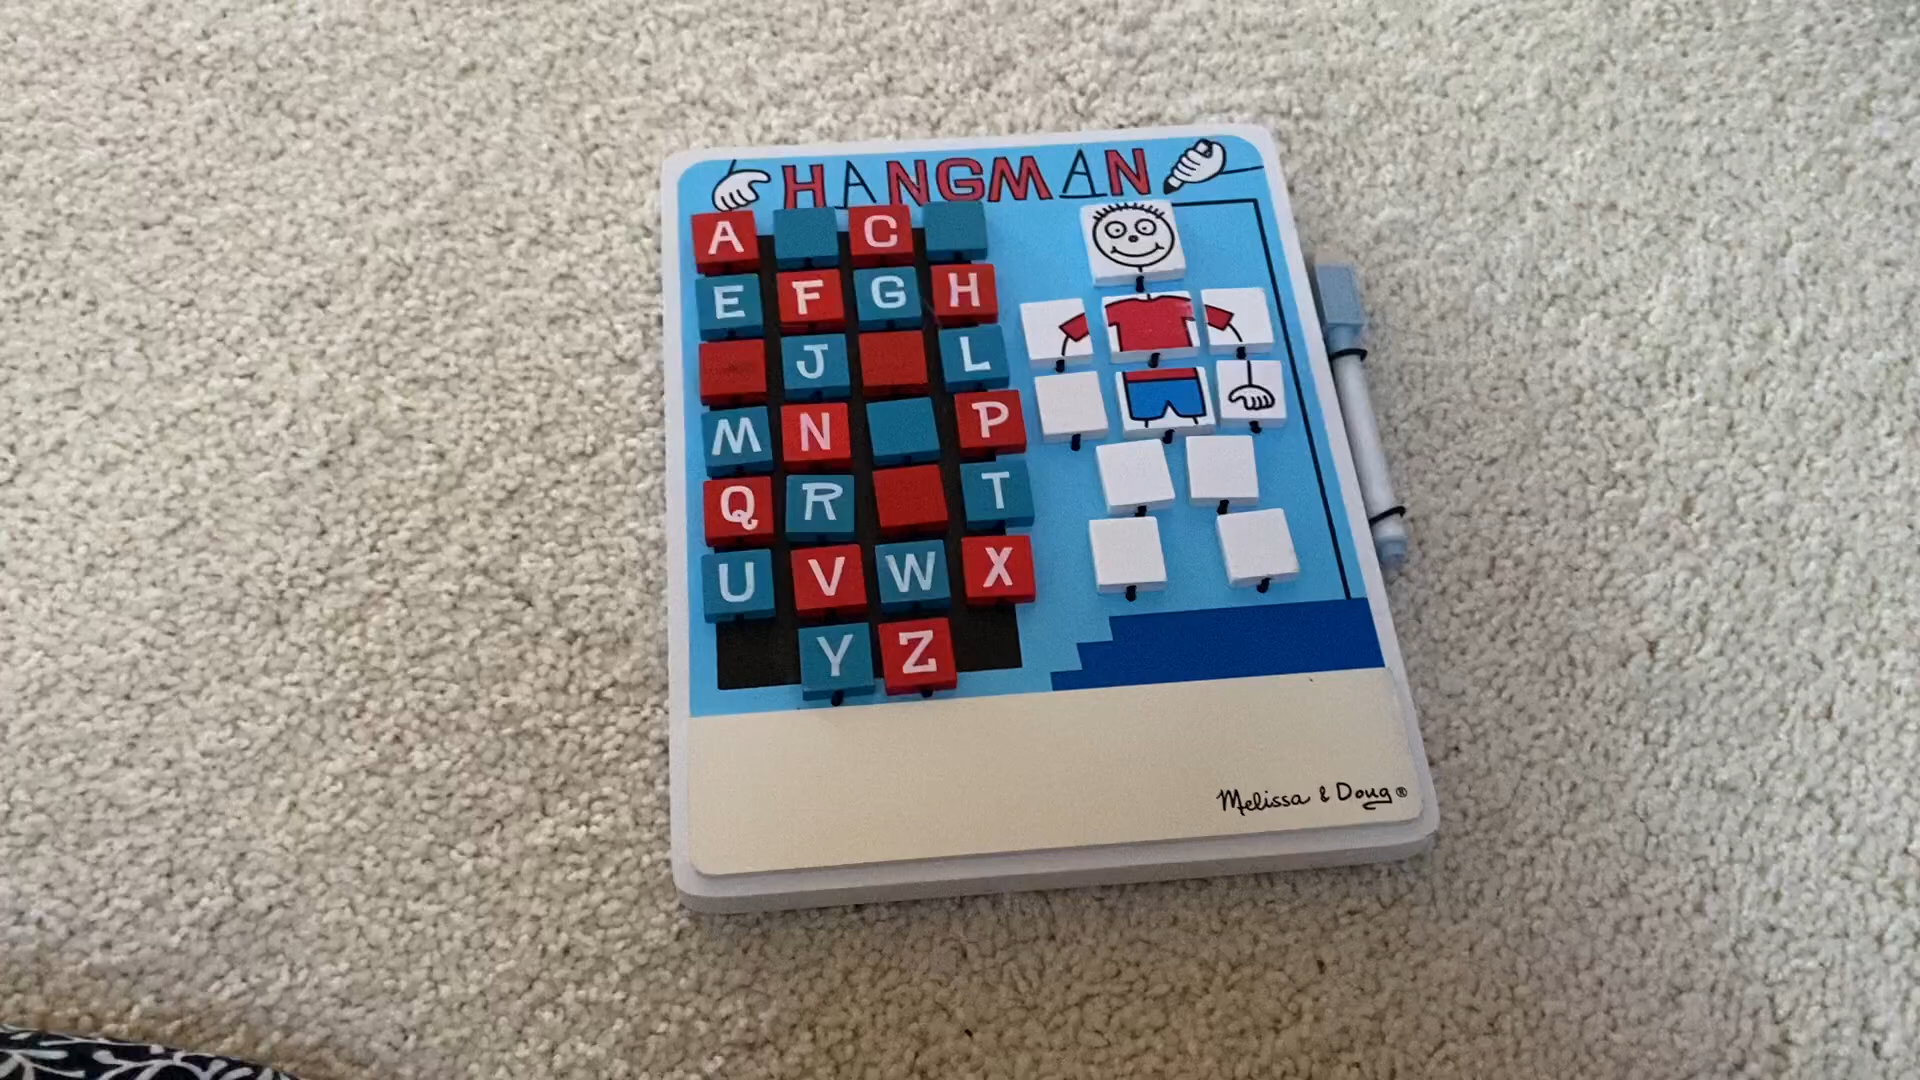 HANGMAN
A C
E F G H
J L
M N P
Q R T
U V W X
Y Z
Melissa & Doug®